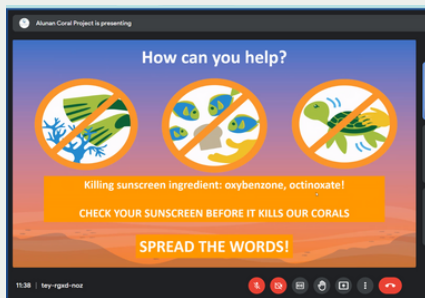 Alunan Coral Project is presenting
How can you help?
Killing sunscreen ingredient: oxybenzone, octinoxate!
CHECK YOUR SUNSCREEN BEFORE IT KILLS OUR CORALS
SPREAD THE WORDS!
11:38 | tey-rgxd-noz